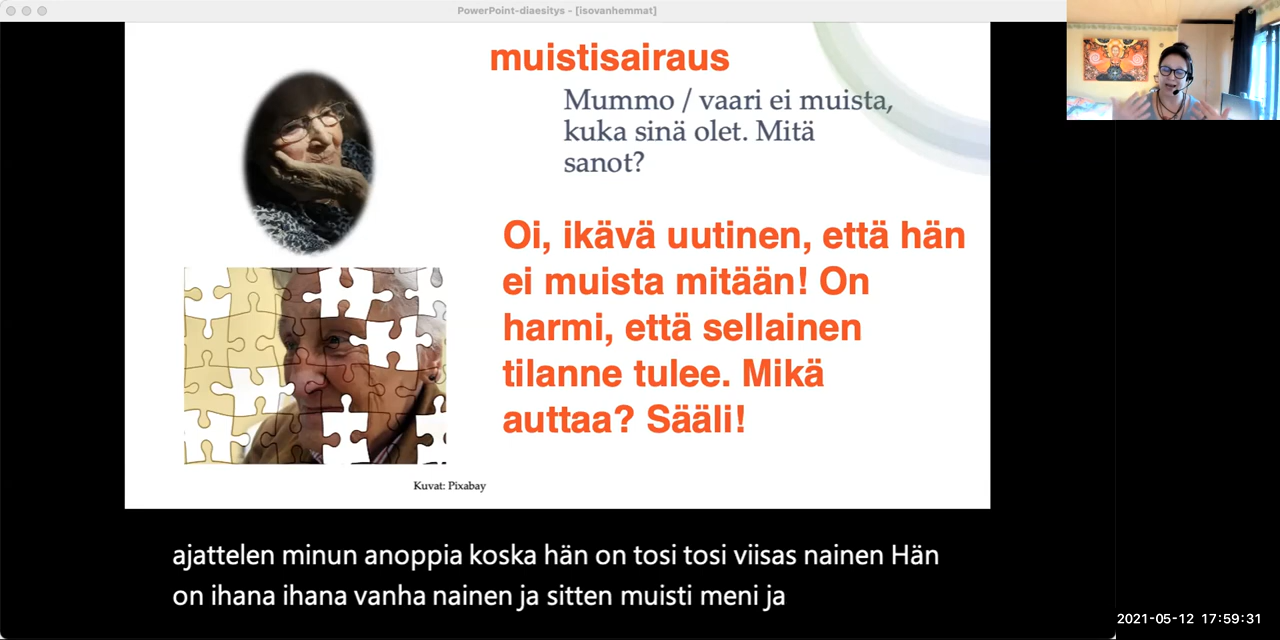 PowerPoint-diaesitys - [isovanhemmat]
muistisairaus
Mummo / vaari ei muista,
kuka sinä olet. Mitä
sanot?
Oi, ikävä uutinen, että hän
ei muista mitään! On
harmi, että sellainen
tilanne tulee. Mikä
auttaa? Sääli!
Kuvat: Pixabay
ajattelen minun anoppia koska hän on tosi tosi viisas nainen Hän
on ihana ihana vanha nainen ja sitten muisti meni ja
2021-05-12 17:59:31